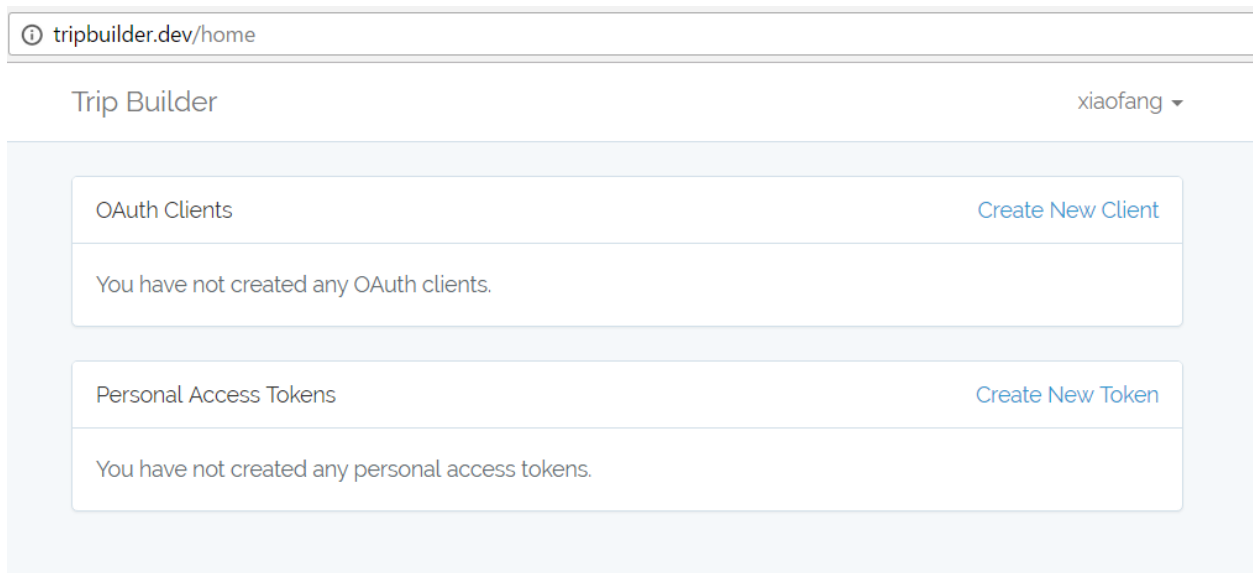 tripbuilder.dev/home
Trip Builder xiaofang
OAuth Clients Create New Client
You have not created any OAuth clients.
Personal Access Tokens Create New Token
You have not created any personal access tokens.